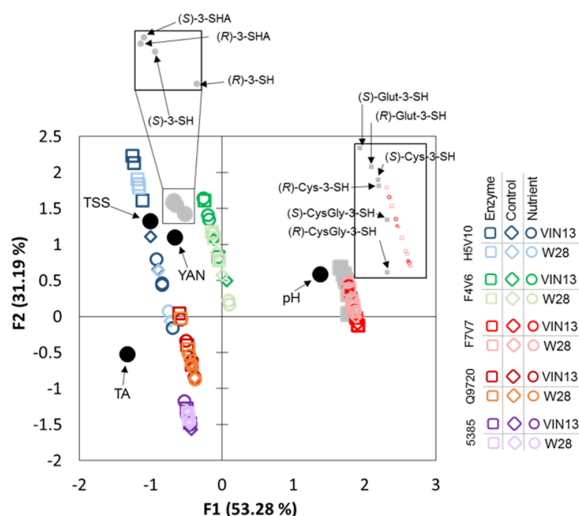 (S)-3-SHA
(R)-3-SHA
(R)-3-SH
(S)-3-SH
(S)-Glut-3-SH
(R)-Glut-3-SH
(S)-Cys-3-SH
(R)-Cys-3-SH
(S)-CysGly-3-SH
(R)-CysGly-3-SH
TSS
YAN
pH
TA
2.5
2
1.5
1
0.5
0
-0.5
-1
-1.5
-2
-2 -1 0 1 2 3
F1 (53.28 %)
F2 (31.19 %)
Enzyme Control Nutrient
H5V10
VIN13
W28
F4V6
VIN13
W28
F7V7
VIN13
W28
Q9720
VIN13
W28
5385
VIN13
W28